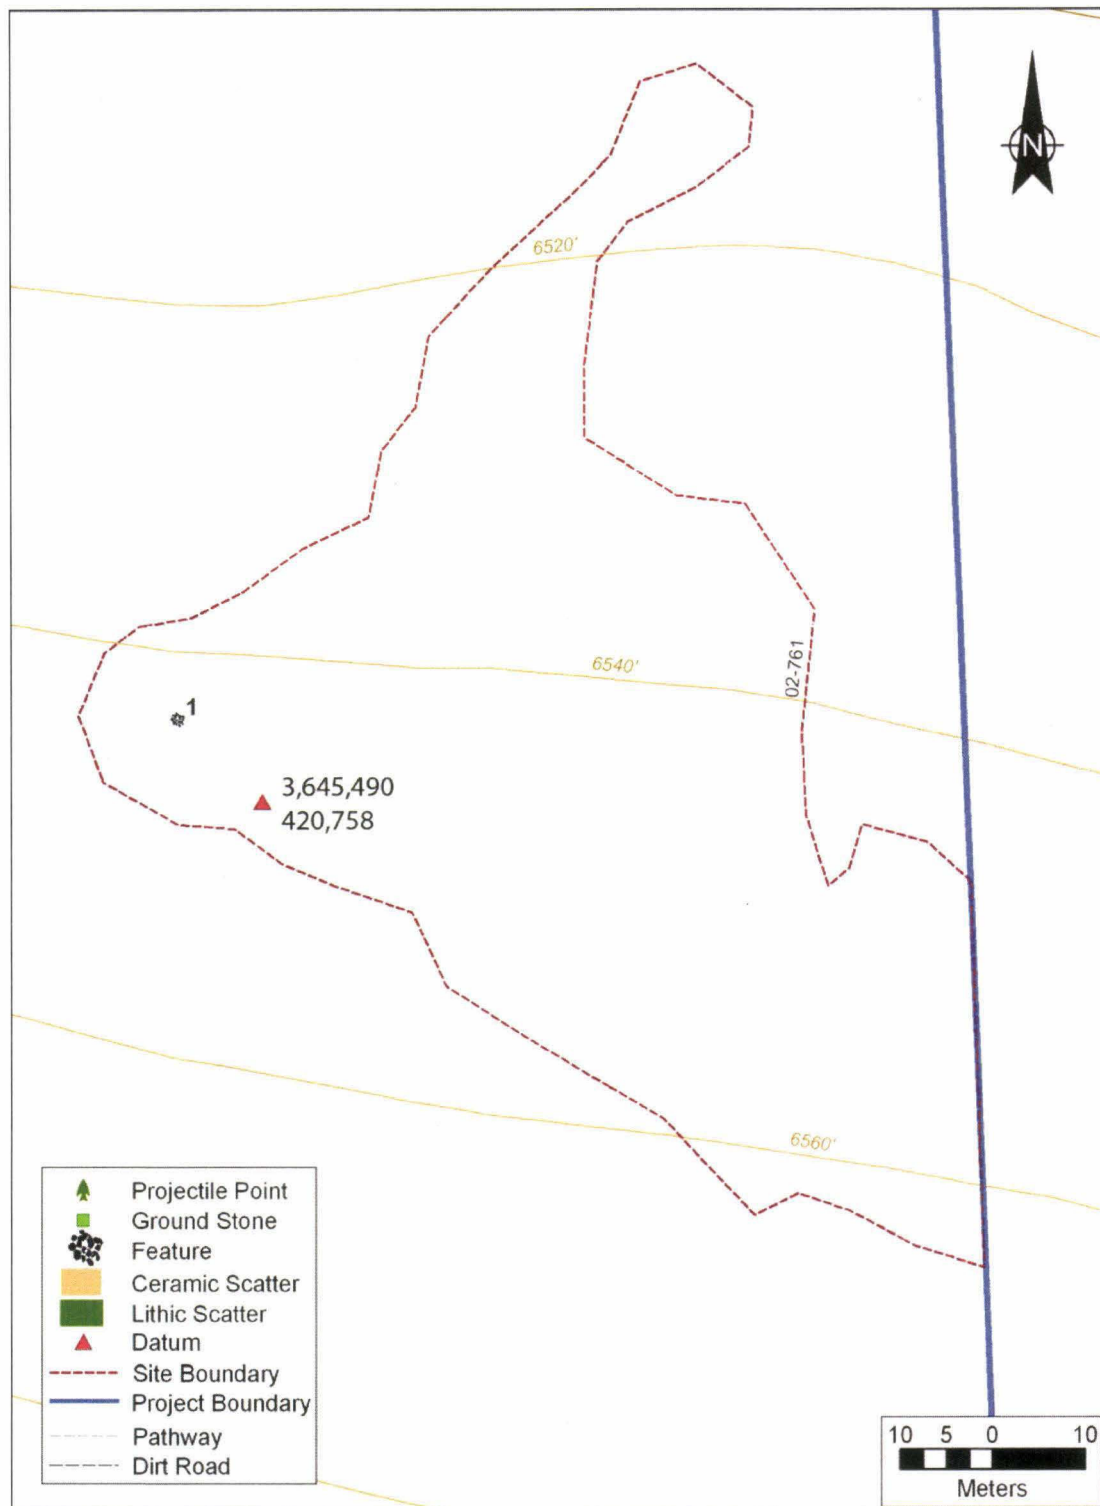 N
6520'
02-761
6540'
1
3,645,490
420,758
6560'
Projectile Point
Ground Stone
Feature
Ceramic Scatter
Lithic Scatter
Datum
Site Boundary
Project Boundary
Pathway
Dirt Road
10 5 0 10
Meters